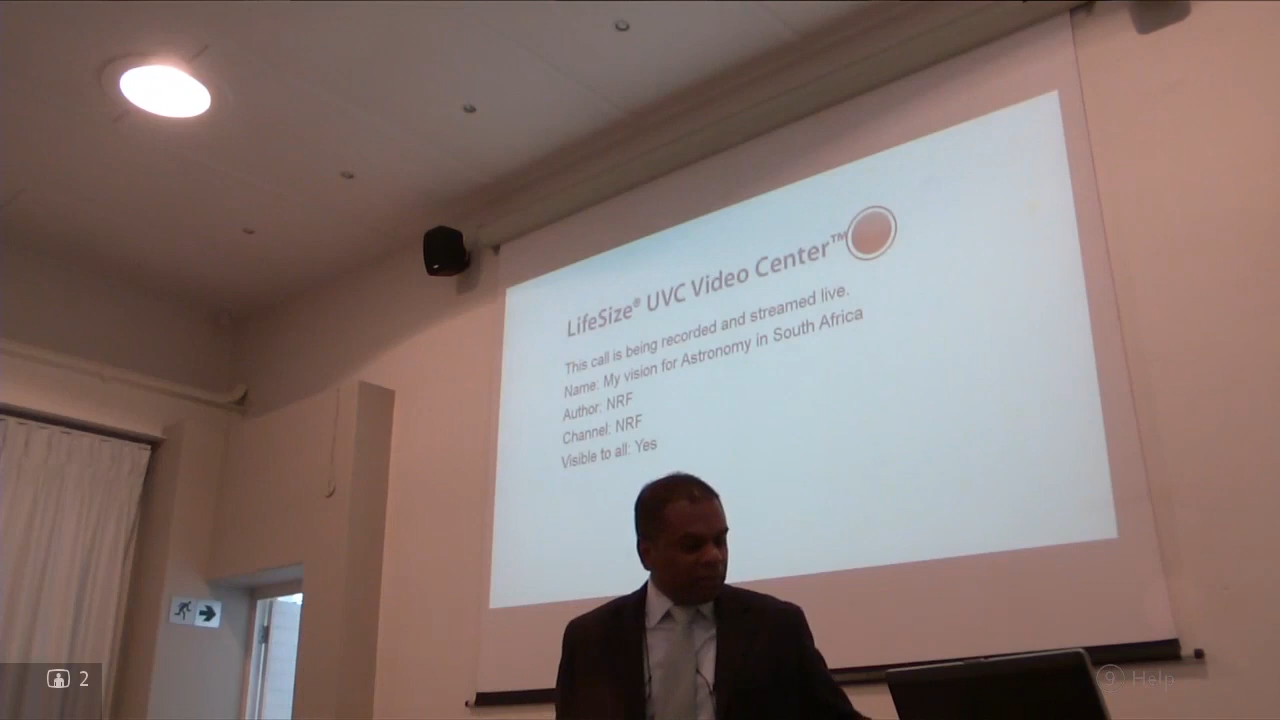 LifeSize® UVC Video Center™
This call is being recorded and streamed live.
Name: My vision for Astronomy in South Africa
Author: NRF
Channel: NRF
Visible to all: Yes
2
9 Help